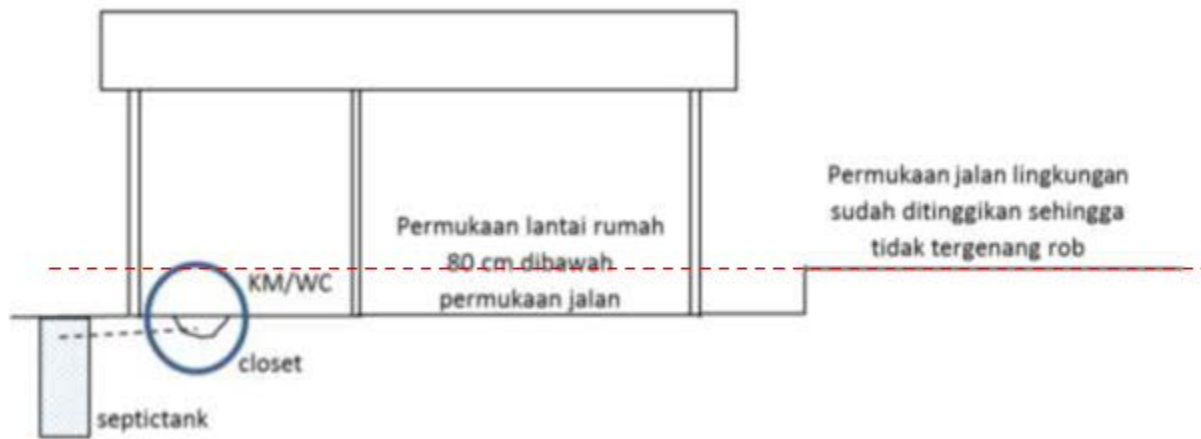 Permukaan jalan lingkungan
sudah ditinggikan sehingga
tidak tergenang rob
Permukaan lantai rumah
80 cm dibawah
permukaan jalan
KM/WC
closet
septictank